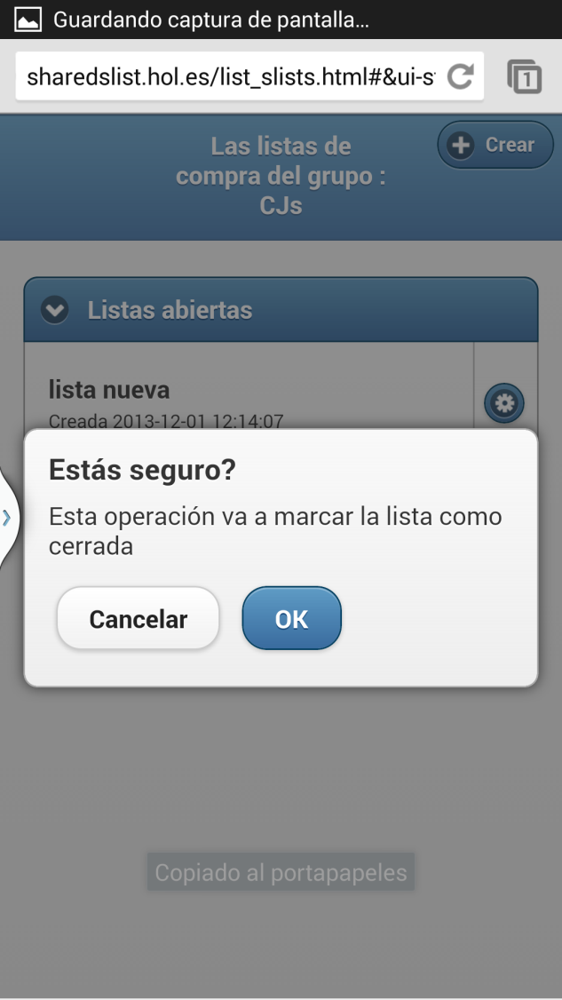 Guardando captura de pantalla...
sharedslist.hol.es/list_slists.html#&ui-s
1
Las listas de
compra del grupo :
CJs
Crear
Listas abiertas
lista nueva
Creada 2013-12-01 12:14:07
Estás seguro?
Esta operación va a marcar la lista como
cerrada
Cancelar
OK
Copiado al portapapeles